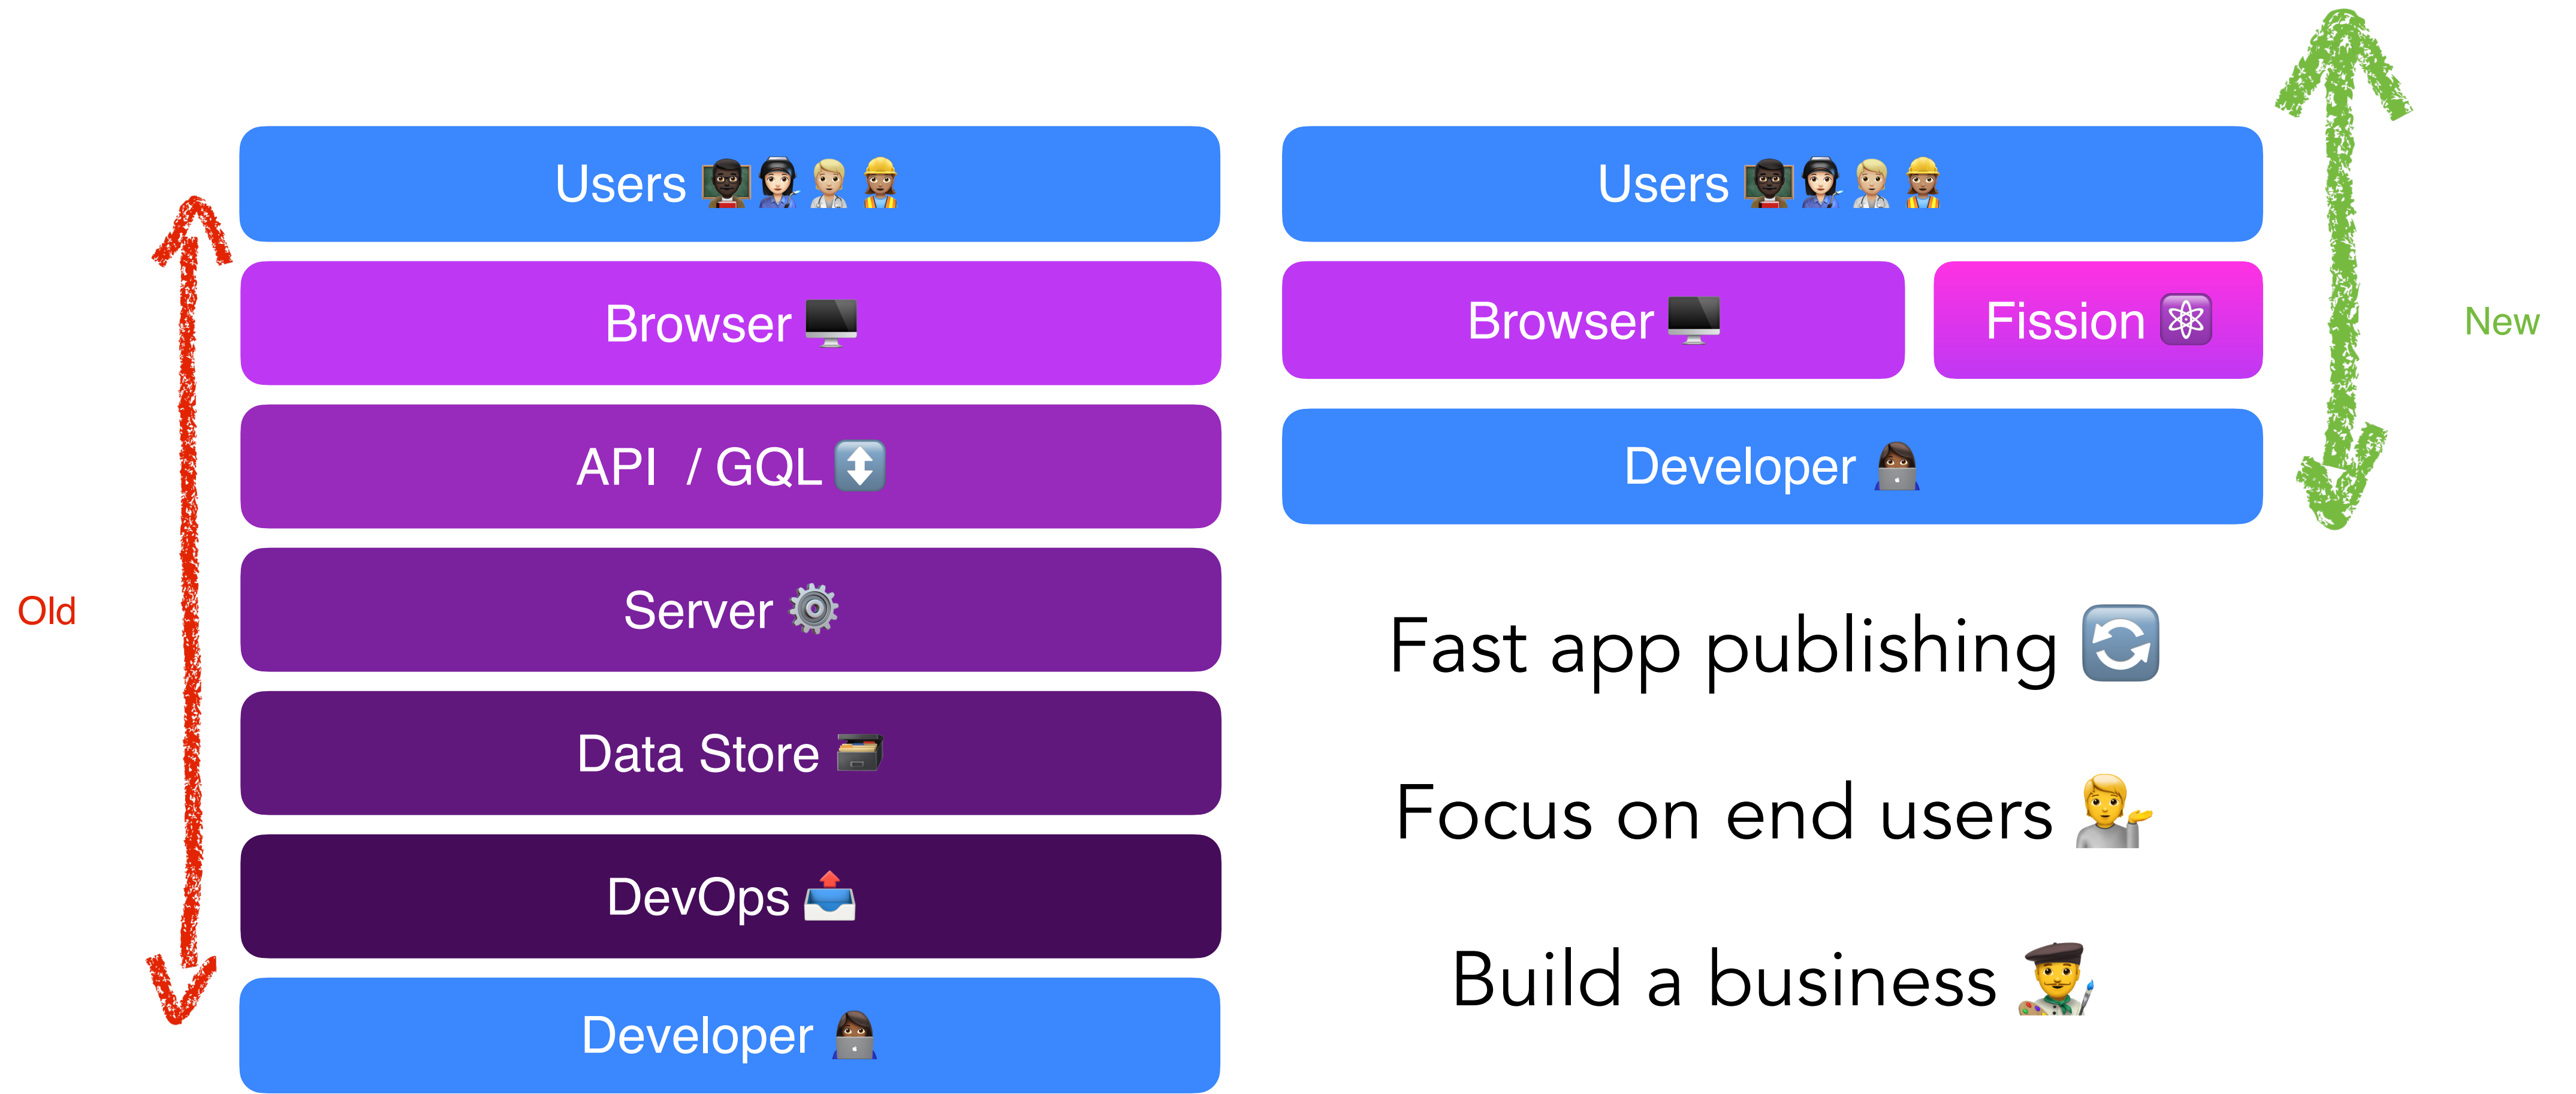 Old
Users
Browser
API / GQL
Server
Data Store
DevOps
Developer
Users
Browser
Fission
Developer
New
Fast app publishing
Focus on end users
Build a business